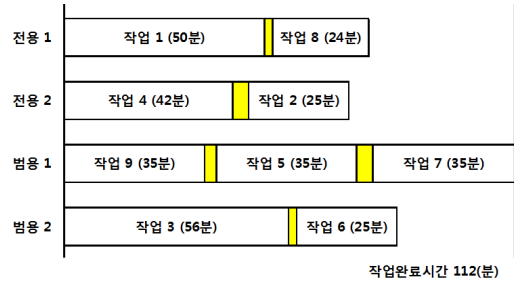 전용 1 작업 1 (50분) 작업 8 (24분)
전용 2 작업 4 (42분) 작업 2 (25분)
범용 1 작업 9 (35분) 작업 5 (35분) 작업 7 (35분)
범용 2 작업 3 (56분) 작업 6 (25분)
작업완료시간 112(분)